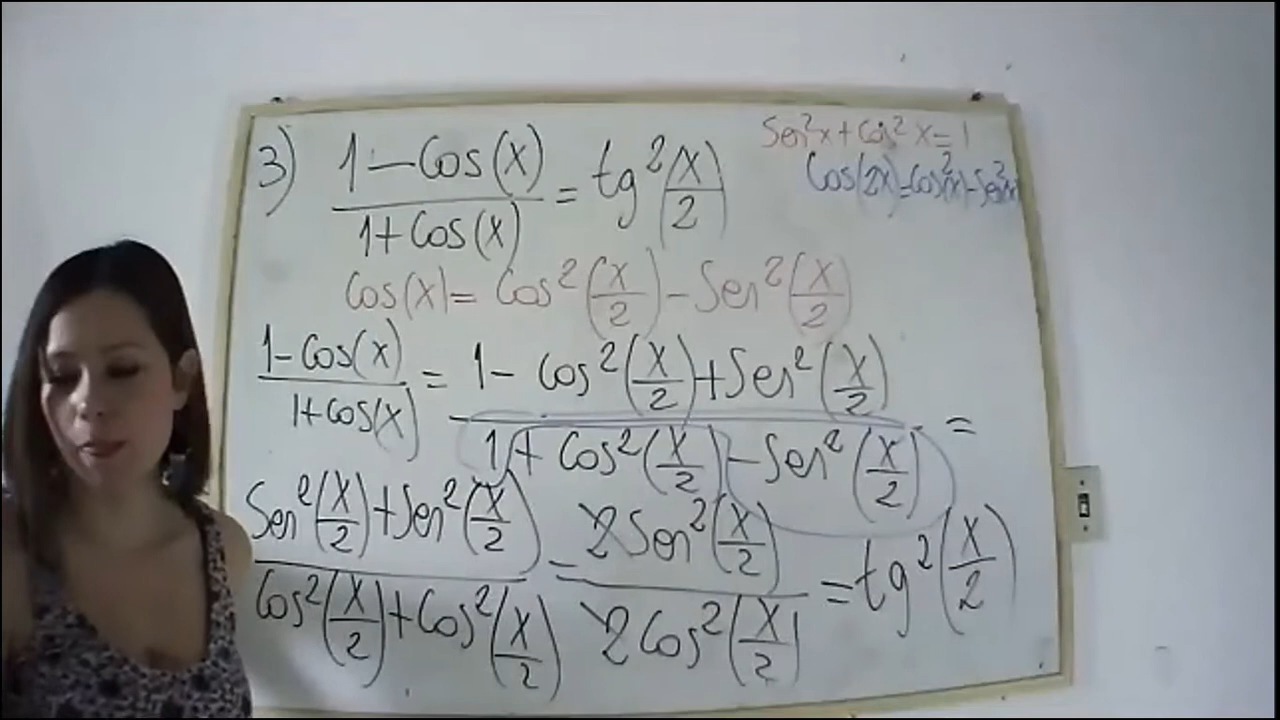 3) (1-Cos(x))/(1+Cos(x)) = tg²(x/2)
Sen²x+Cos²x=1
Cos(2x)=Cos²(x)-Sen²(x)
Cos(x)= Cos²(x/2)-Sen²(x/2)
(1-Cos(x))/(1+Cos(x)) = (1-Cos²(x/2)+Sen²(x/2))/(1+Cos²(x/2)-Sen²(x/2)) =
(Sen²(x/2)+Sen²(x/2))/(Cos²(x/2)+Cos²(x/2)) = (2Sen²(x/2))/(2Cos²(x/2)) = tg²(x/2)